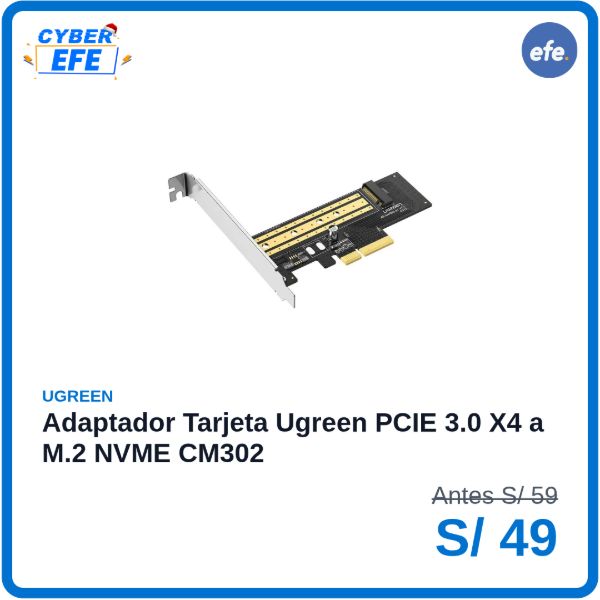 CYBER
EFE
efe.
UGREEN
Adaptador Tarjeta Ugreen PCIE 3.0 X4 a
M.2 NVME CM302
Antes S/ 59
S/ 49